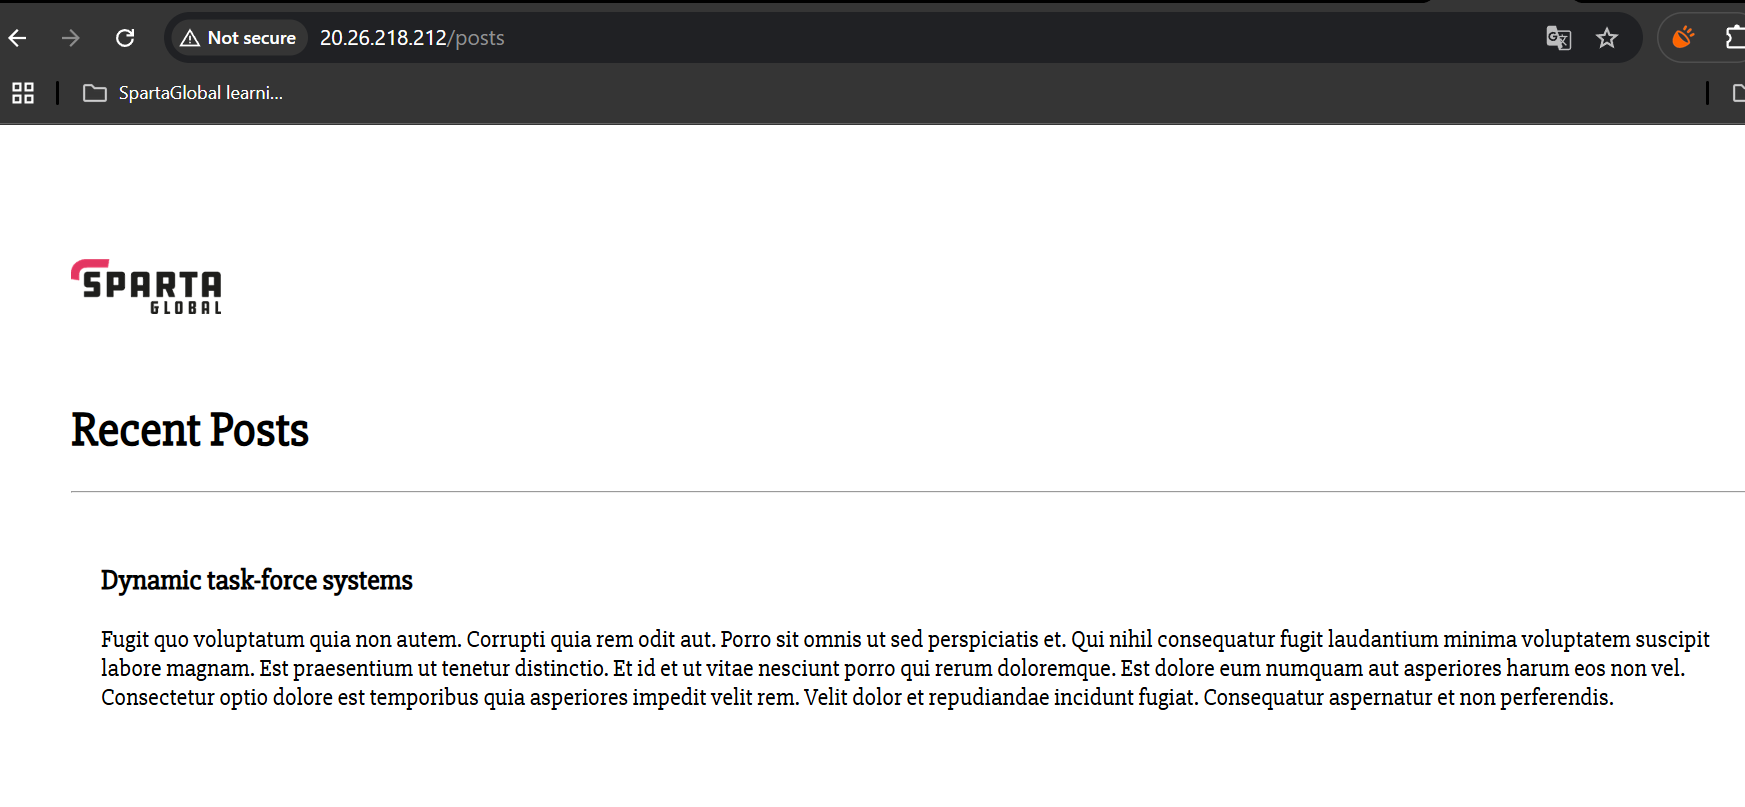 Not secure
20.26.218.212/posts
SpartaGlobal learni...
SPARTA
GLOBAL
Recent Posts
Dynamic task-force systems
Fugit quo voluptatum quia non autem. Corrupti quia rem odit aut. Porro sit omnis ut sed perspiciatis et. Qui nihil consequatur fugit laudantium minima voluptatem suscipit
labore magnam. Est praesentium ut tenetur distinctio. Et id et ut vitae nesciunt porro qui rerum doloremque. Est dolore eum numquam aut asperiores harum eos non vel.
Consectetur optio dolore est temporibus quia asperiores impedit velit rem. Velit dolor et repudiandae incidunt fugiat. Consequatur aspernatur et non perferendis.